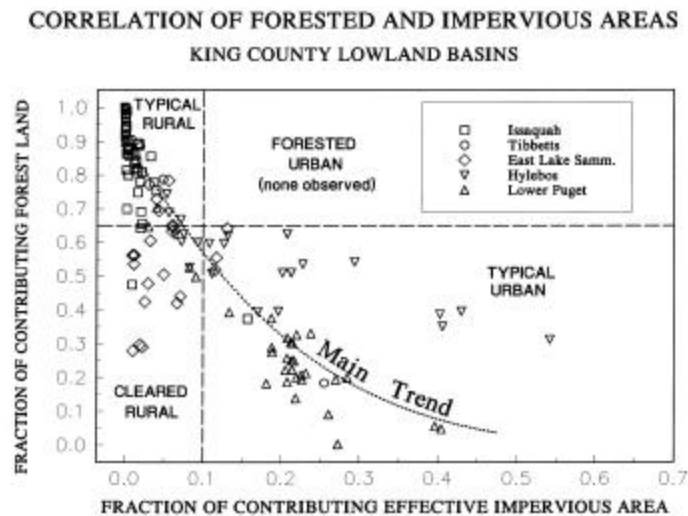 CORRELATION OF FORESTED AND IMPERVIOUS AREAS
KING COUNTY LOWLAND BASINS
FRACTION OF CONTRIBUTING FOREST LAND
1.0
0.9
0.8
0.7
0.6
0.5
0.4
0.3
0.2
0.1
0.0
TYPICAL
RURAL
FORESTED
URBAN
(none observed)
Issaquah
Tibbetts
East Lake Samm.
Hylebos
Lower Puget
TYPICAL
URBAN
Main Trend
CLEARED
RURAL
0.0 0.1 0.2 0.3 0.4 0.5 0.6 0.7
FRACTION OF CONTRIBUTING EFFECTIVE IMPERVIOUS AREA